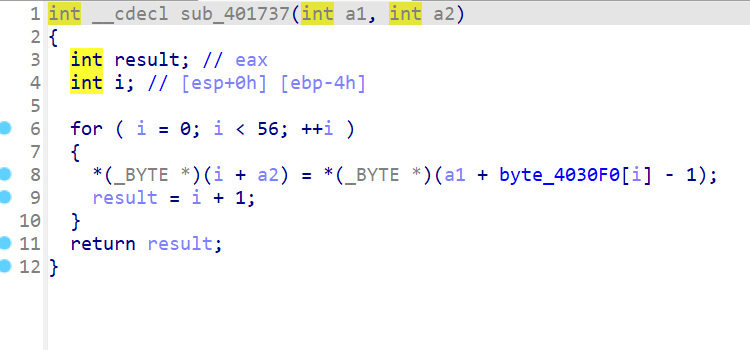 1 int __cdecl sub_401737(int a1, int a2)
2 {
3   int result; // eax
4   int i; // [esp+0h] [ebp-4h]
5
6   for ( i = 0; i < 56; ++i )
7   {
8     *(_BYTE *)(i + a2) = *(_BYTE *)(a1 + byte_4030F0[i] - 1);
9     result = i + 1;
10   }
11   return result;
12 }